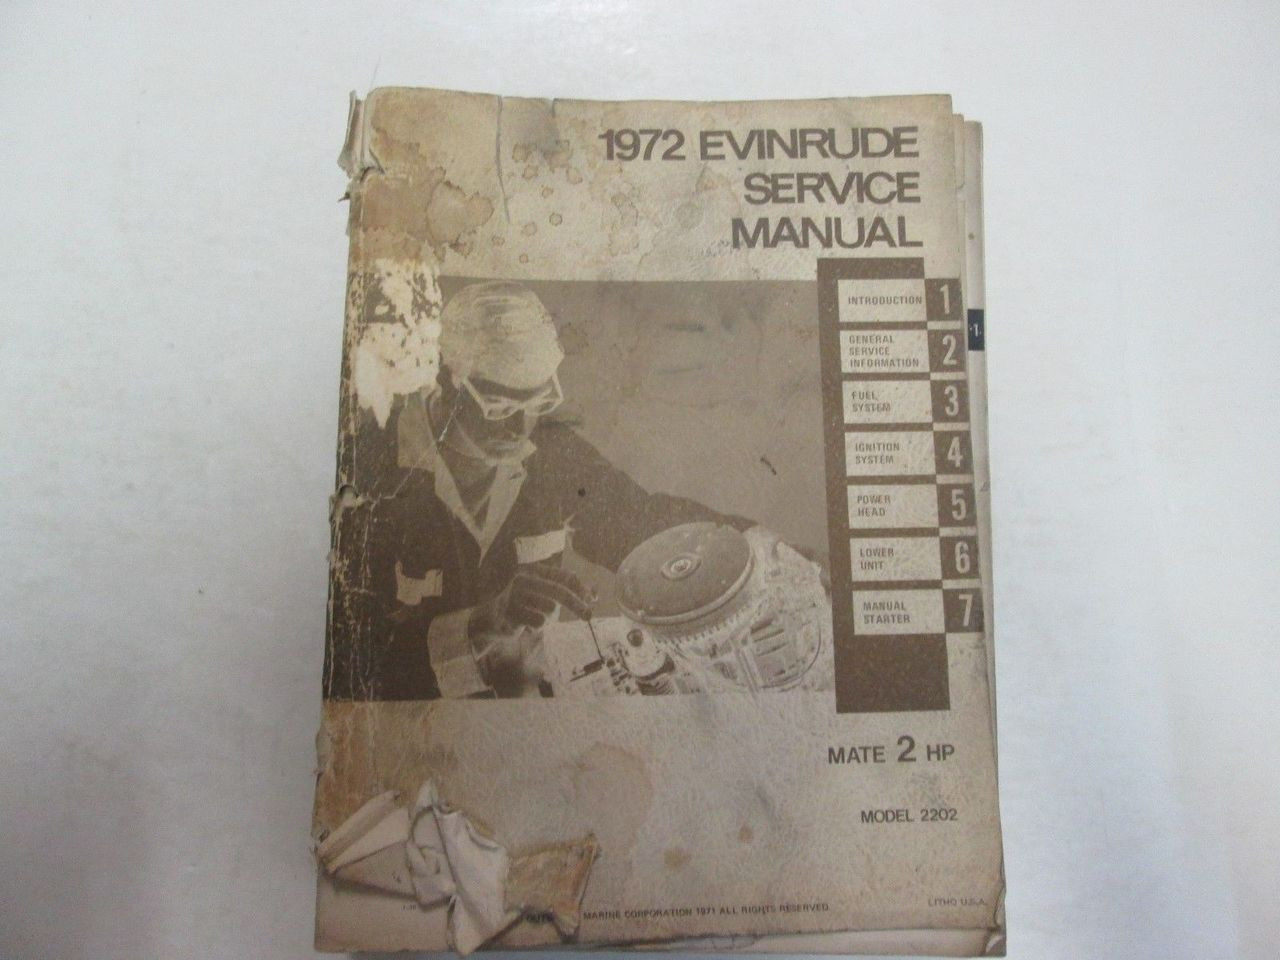 1972 EVINRUDE
SERVICE
MANUAL
INTRODUCTION 1
-1-
GENERAL
SERVICE
INFORMATION 2
FUEL
SYSTEM 3
IGNITION
SYSTEM 4
POWER
HEAD 5
LOWER
UNIT 6
MANUAL
STARTER 7
MATE 2 HP
MODEL 2202
MARINE CORPORATION 1971 ALL RIGHTS RESERVED
LITHO U.S.A.